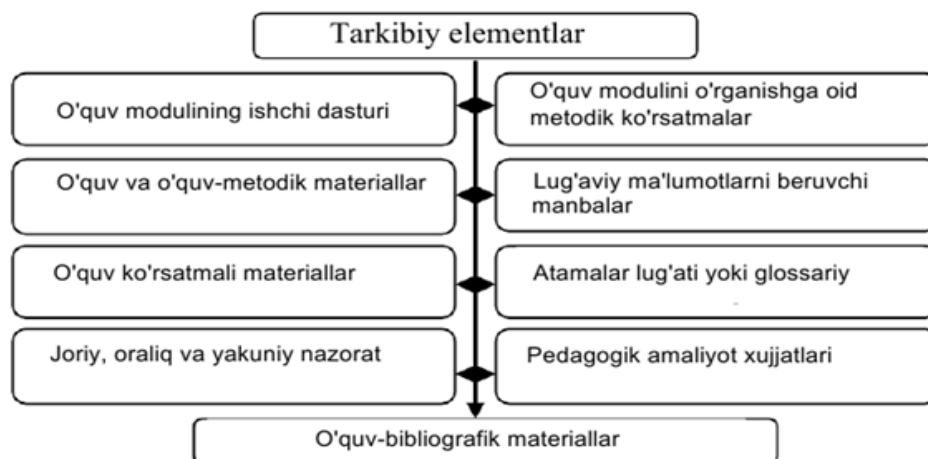 Tarkibiy elementlar
O'quv modulining ishchi dasturi
O'quv modulini o'rganishga oid
metodik ko'rsatmalar
O'quv va o'quv-metodik materiallar
Lug'aviy ma'lumotlarni beruvchi
manbalar
O'quv ko'rsatmali materiallar
Atamalar lug'ati yoki glossariy
Joriy, oraliq va yakuniy nazorat
Pedagogik amaliyot xujjatlari
O'quv-bibliografik materiallar